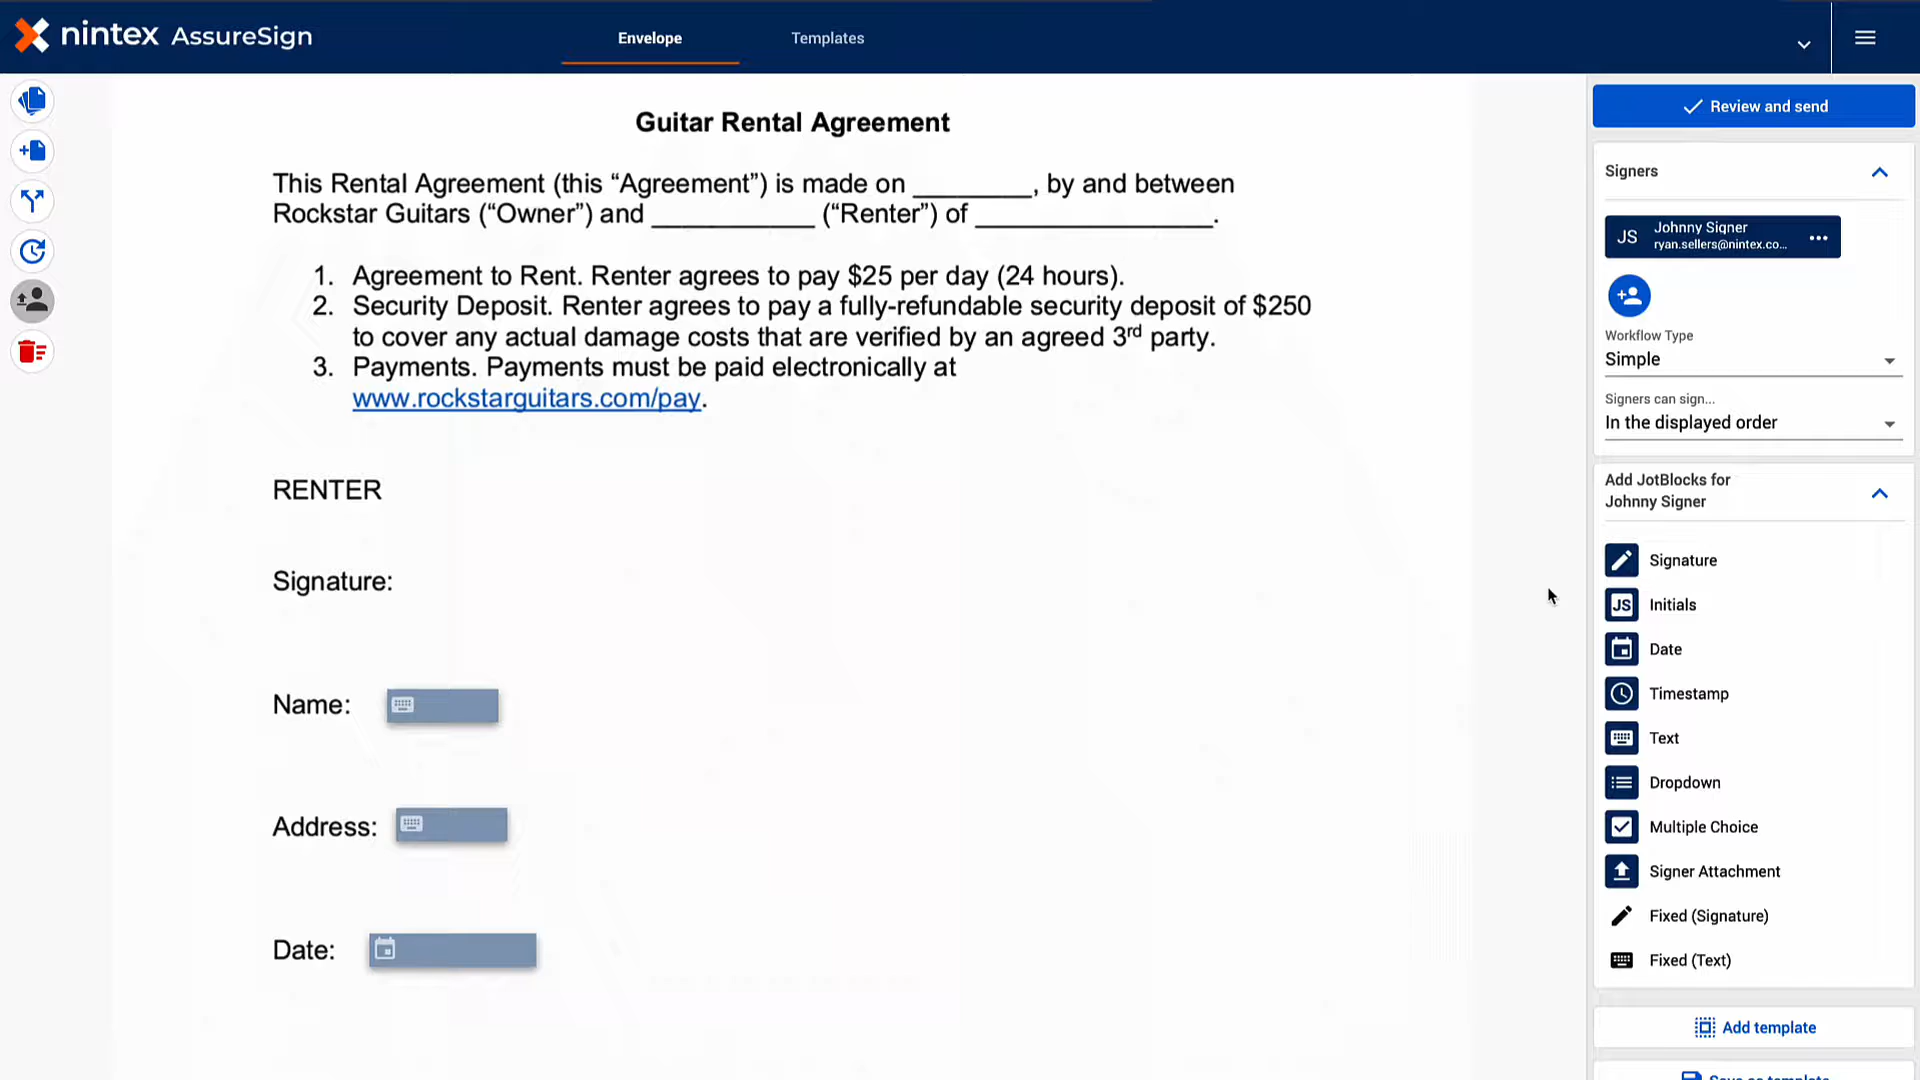 nintex AssureSign
Envelope
Templates
Review and send
Guitar Rental Agreement
This Rental Agreement (this “Agreement”) is made on ________, by and between
Rockstar Guitars (“Owner”) and ___________ (“Renter”) of ________________.
1. Agreement to Rent. Renter agrees to pay $25 per day (24 hours).
2. Security Deposit. Renter agrees to pay a fully-refundable security deposit of $250
to cover any actual damage costs that are verified by an agreed 3rd party.
3. Payments. Payments must be paid electronically at
www.rockstarguitars.com/pay.
RENTER
Signature:
Name:
Address:
Date:
Signers
JS
Johnny Signer
ryan.sellers@nintex.co...
Workflow Type
Simple
Signers can sign...
In the displayed order
Add JotBlocks for
Johnny Signer
Signature
JS Initials
Date
Timestamp
Text
Dropdown
Multiple Choice
Signer Attachment
Fixed (Signature)
Fixed (Text)
Add template
Save as template